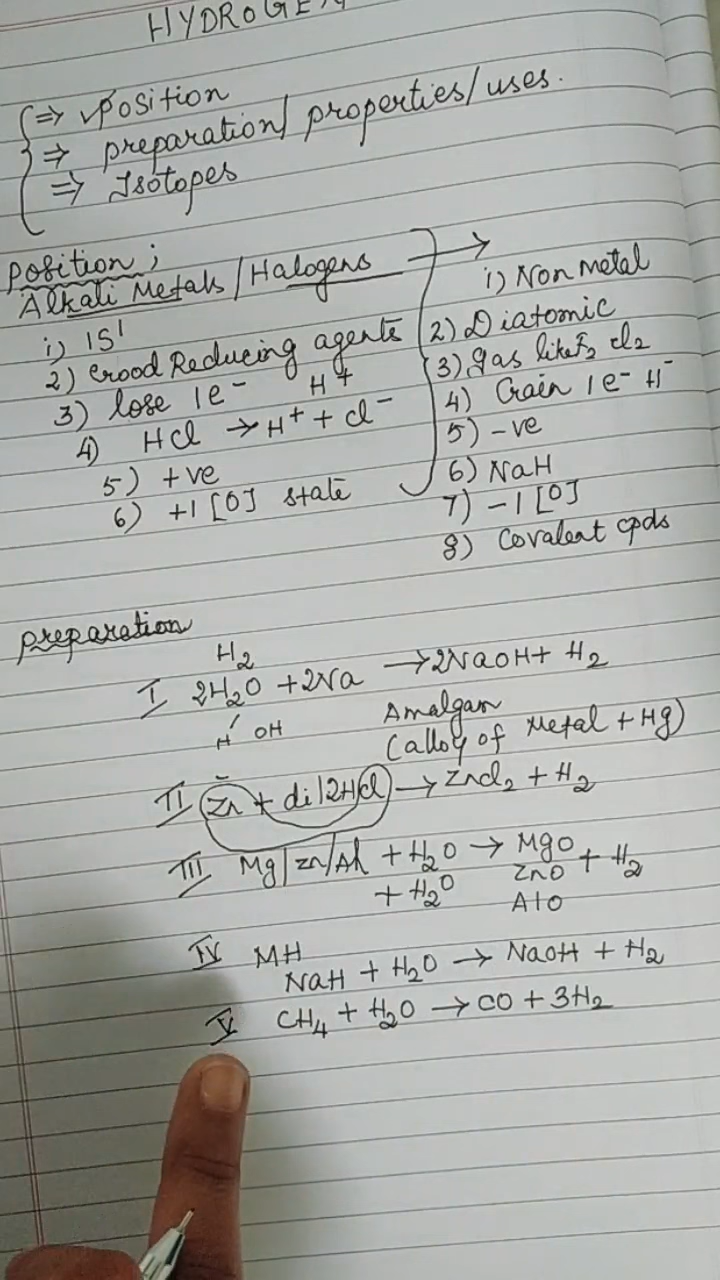 HYDROGEN
⇒ Position
⇒ preparation/properties/uses.
⇒ Isotopes
position;
Alkali Metals/Halogens →
i) 1S¹
2) Good Reducing agents
3) lose 1e⁻ H⁺
4) HCl → H⁺ + Cl⁻
5) +ve
6) +1 [O] state
i) Non metal
2) Diatomic
3) gas like F₂ Cl₂
4) Gain 1e⁻ H⁻
5) -ve
6) NaH
7) -1 [O]
8) Covalent cpds
preparation
H₂
I 2H₂O + 2Na → 2NaOH + H₂
H OH
Amalgam
(alloy of Metal + Hg)
II Zn + dil 2HCl → ZnCl₂ + H₂
III Mg/Zn/Al + H₂O → MgO
+ H₂O ZnO + H₂
AlO
IV MH
NaH + H₂O → NaOH + H₂
V CH₄ + H₂O → CO + 3H₂